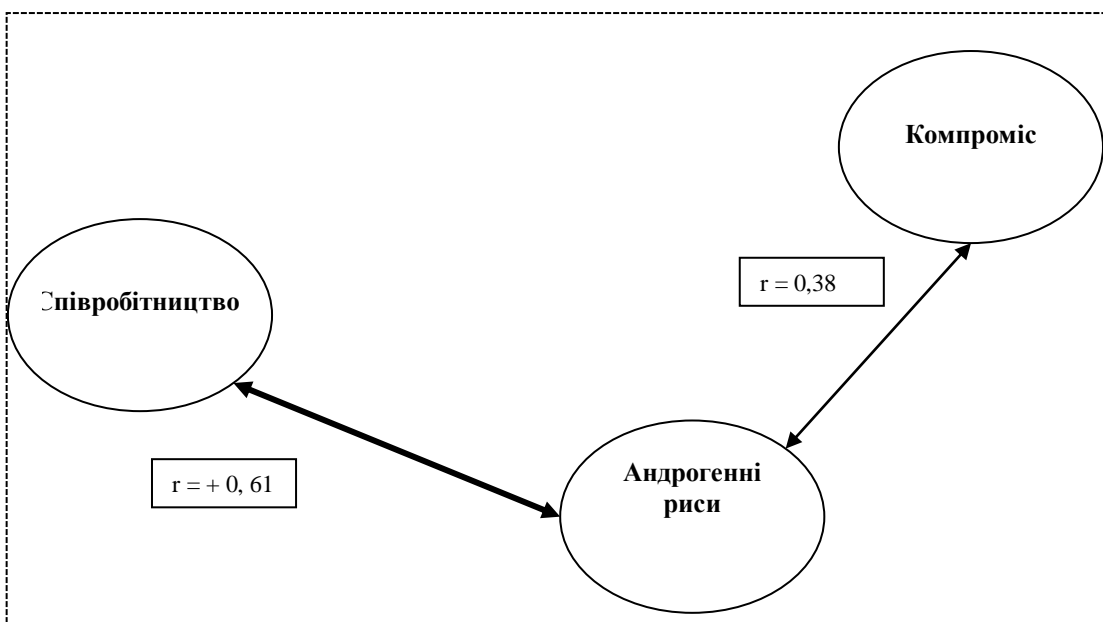 Компроміс
r = 0,38
Співробітництво
r = + 0, 61
Андрогенні
риси